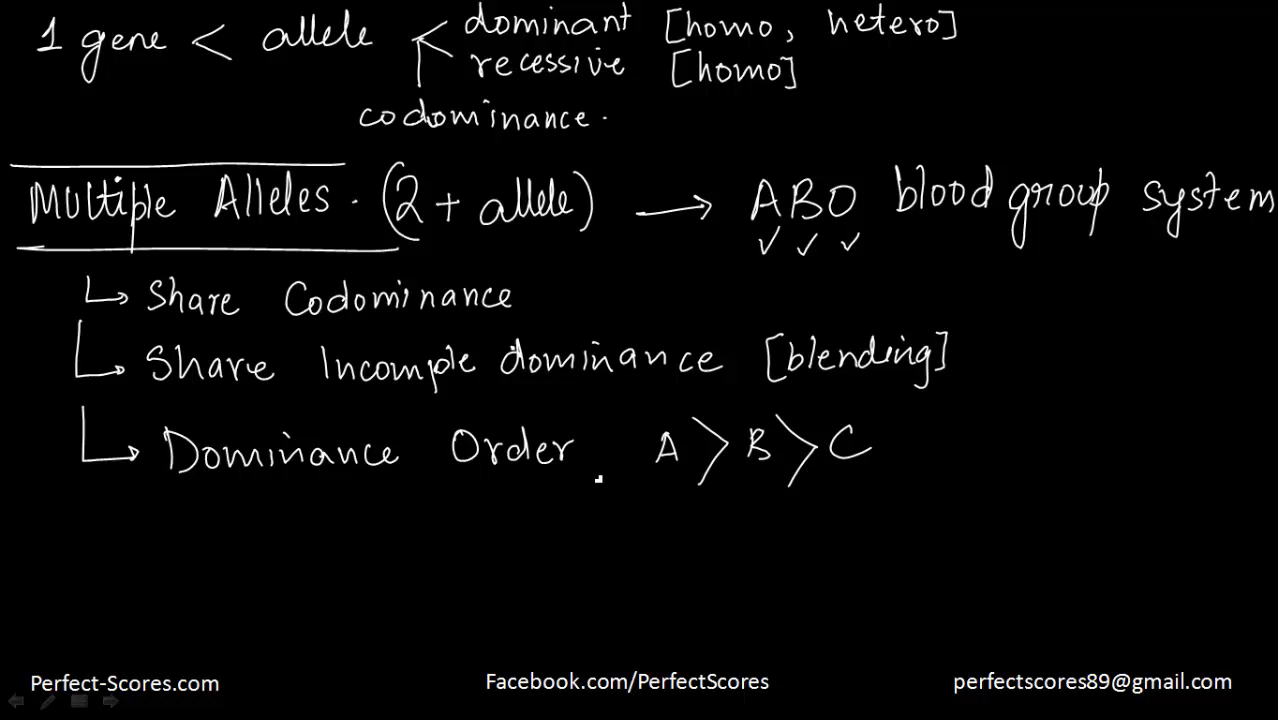 1 gene < allele < dominant [homo, hetero]
recessive [homo]
codominance.
Multiple Alleles. (2+ allele) → ABO blood group system
✓ ✓ ✓
↳ Share Codominance
↳ Share Incomple dominance [blending]
↳ Dominance Order A > B > C
Perfect-Scores.com Facebook.com/PerfectScores perfectscores89@gmail.com